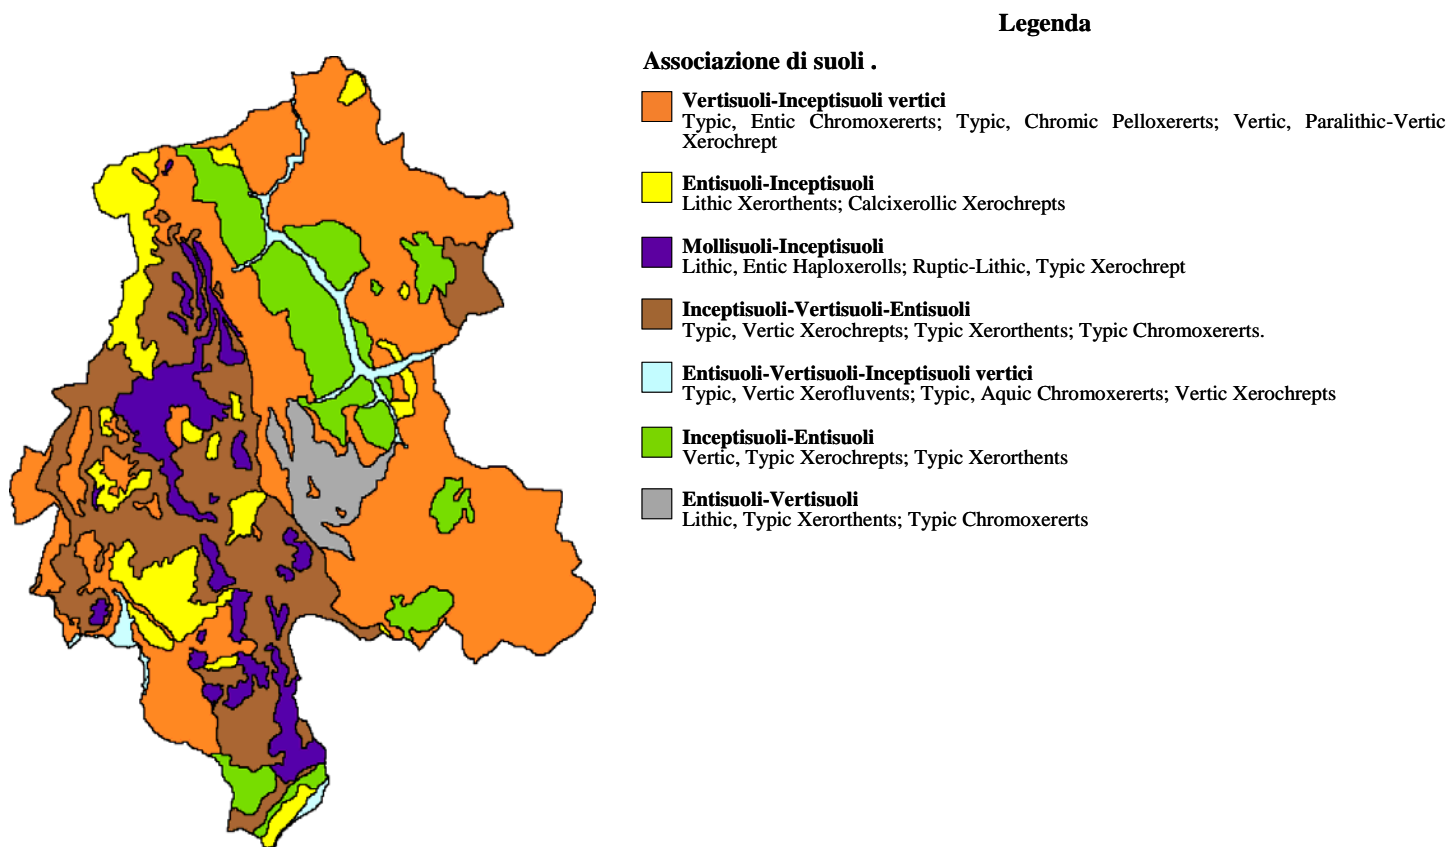 Legenda
Associazione di suoli .
Vertisuoli-Inceptisuoli vertici
Typic, Entic Chromoxererts; Typic, Chromic Pelloxererts; Vertic, Paralithic-Vertic
Xerochrept
Entisuoli-Inceptisuoli
Lithic Xerorthents; Calcixerollic Xerochrepts
Mollisuoli-Inceptisuoli
Lithic, Entic Haploxerolls; Ruptic-Lithic, Typic Xerochrept
Inceptisuoli-Vertisuoli-Entisuoli
Typic, Vertic Xerochrepts; Typic Xerorthents; Typic Chromoxererts.
Entisuoli-Vertisuoli-Inceptisuoli vertici
Typic, Vertic Xerofluvents; Typic, Aquic Chromoxererts; Vertic Xerochrepts
Inceptisuoli-Entisuoli
Vertic, Typic Xerochrepts; Typic Xerorthents
Entisuoli-Vertisuoli
Lithic, Typic Xerorthents; Typic Chromoxererts